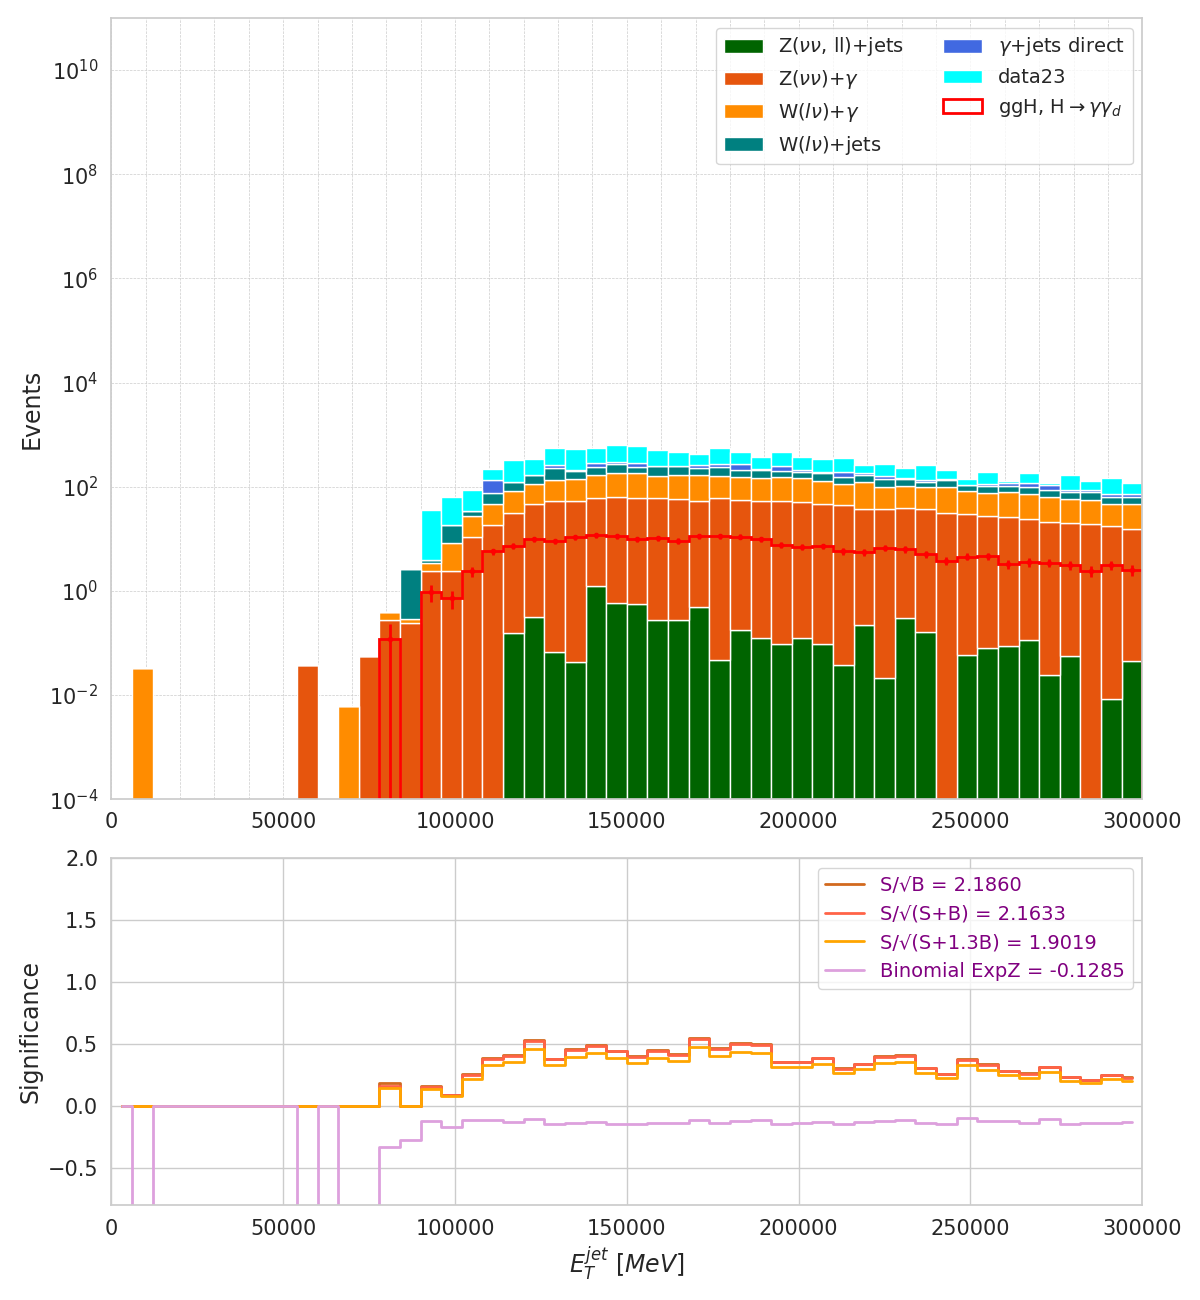 Z(νν, ll)+jets
Z(νν)+γ
W(lν)+γ
W(lν)+jets
γ+jets direct
data23
ggH, H→γγ_d
Events
10^10
10^8
10^6
10^4
10^2
10^0
10^−2
10^−4
0 50000 100000 150000 200000 250000 300000
S/√B = 2.1860
S/√(S+B) = 2.1633
S/√(S+1.3B) = 1.9019
Binomial ExpZ = -0.1285
Significance
2.0
1.5
1.0
0.5
0.0
−0.5
0 50000 100000 150000 200000 250000 300000
E_T^jet [MeV]